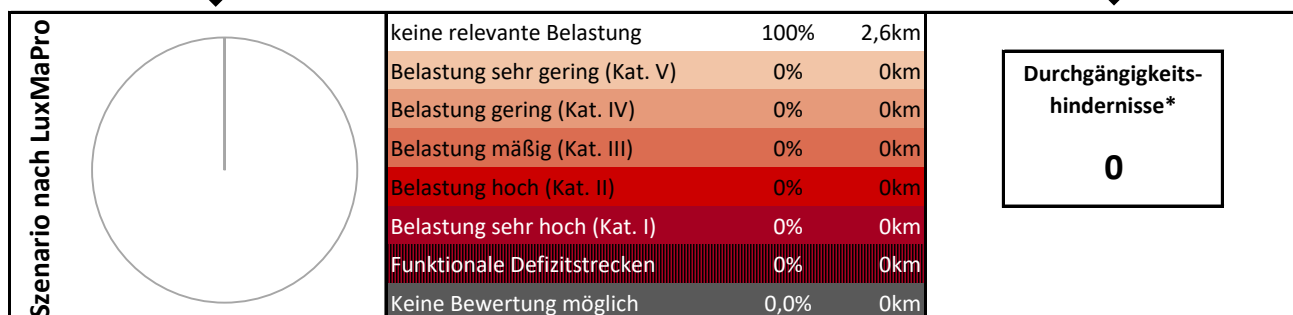 Szenario nach LuxMaPro
keine relevante Belastung 100% 2,6km
Belastung sehr gering (Kat. V) 0% 0km
Belastung gering (Kat. IV) 0% 0km
Belastung mäßig (Kat. III) 0% 0km
Belastung hoch (Kat. II) 0% 0km
Belastung sehr hoch (Kat. I) 0% 0km
Funktionale Defizitstrecken 0% 0km
Keine Bewertung möglich 0,0% 0km
Durchgängigkeits-
hindernisse*
0